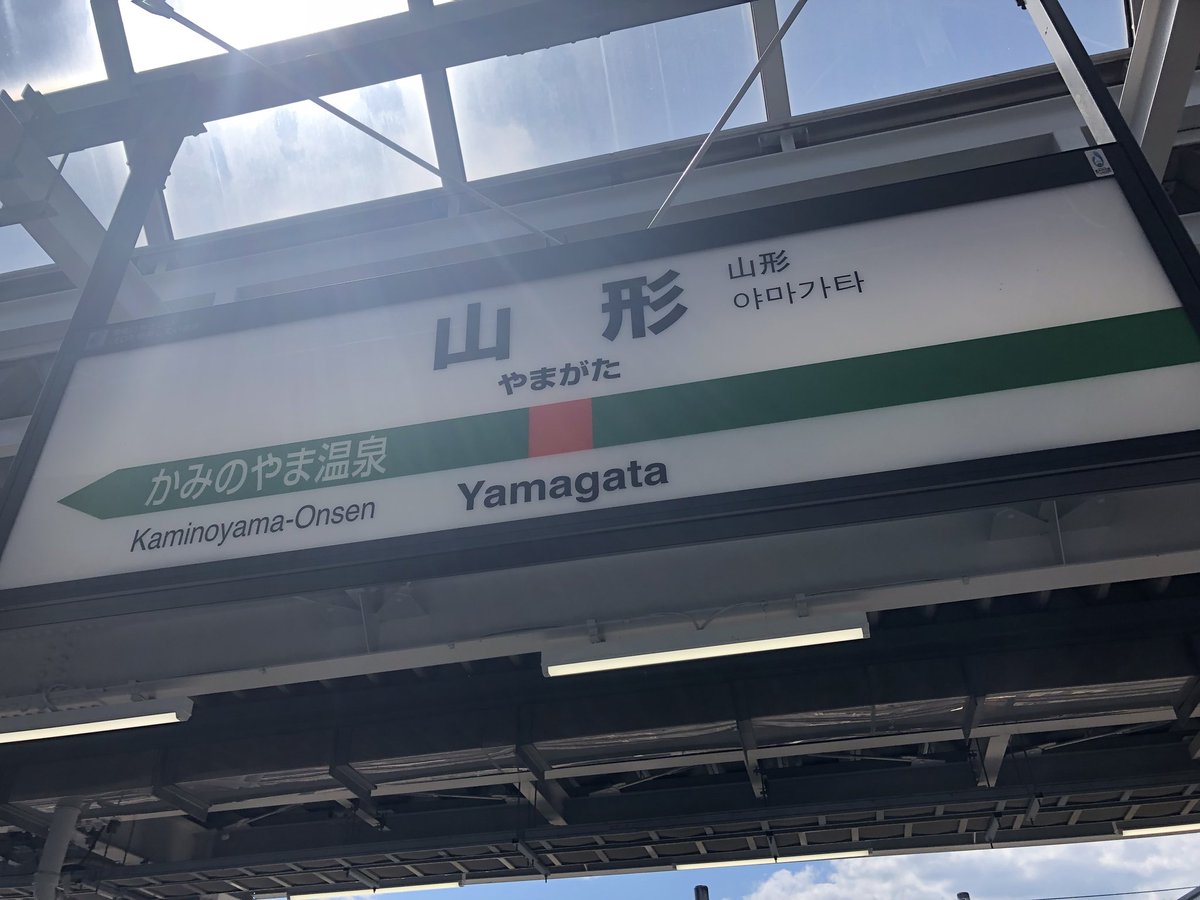 山形
山形
야마가타
やまがた
かみのやま温泉
Kaminoyama-Onsen
Yamagata